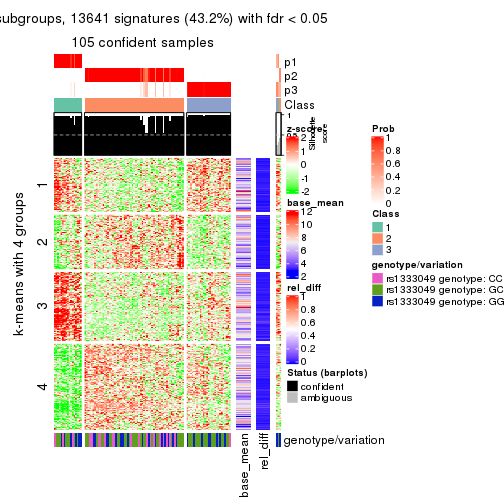 subgroups, 13641 signatures (43.2%) with fdr < 0.05
105 confident samples
p1
p2
p3
Class
1
Silhouette score
k-means with 4 groups
1
2
3
4
z-score
2
1
0
-1
-2
base_mean
12
10
8
6
4
2
rel_diff
1
0.8
0.6
0.4
0.2
0
Status (barplots)
confident
ambiguous
Prob
1
0.8
0.6
0.4
0.2
0
Class
1
2
3
genotype/variation
rs1333049 genotype: CC
rs1333049 genotype: GC
rs1333049 genotype: GG
genotype/variation
base_mean
rel_diff